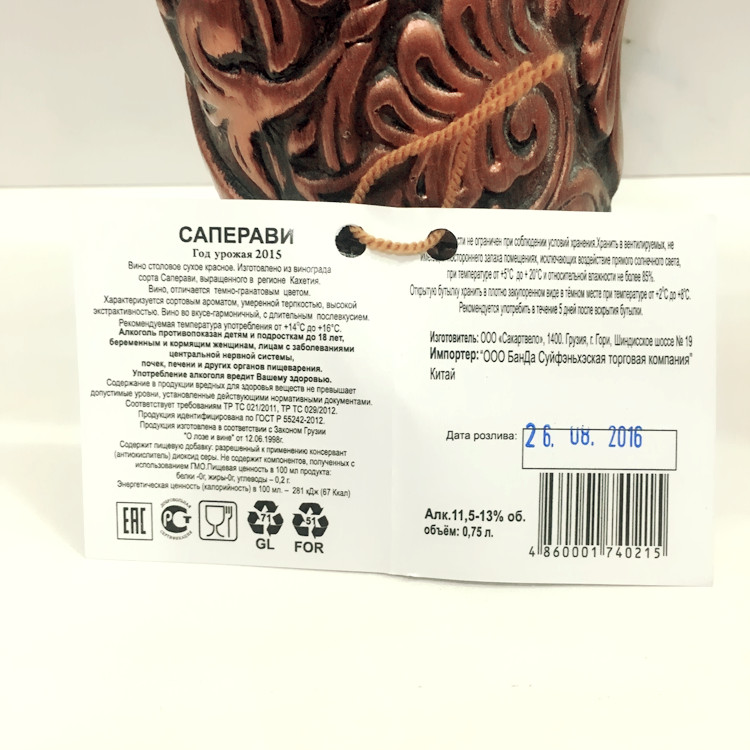 САПЕРАВИ
Год урожая 2015
Вино столовое сухое красное. Изготовлено из винограда
сорта Саперави, выращенного в регионе Кахетия.
Вино, отличается темно-гранатовым цветом.
Характеризуется сортовым ароматом, умеренной терпкостью, высокой
экстрактивностью. Вино во вкусе-гармоничный, с длительным послевкусием.
Рекомендуемая температура употребления от +14°С до +16°С.
Алкоголь противопоказан детям и подросткам до 18 лет,
беременным и кормящим женщинам, лицам с заболеваниями
центральной нервной системы,
почек, печени и других органов пищеварения.
Употребление алкоголя вредит Вашему здоровью.
Содержание в продукции вредных для здоровья веществ не превышает
допустимые уровни, установленные действующими нормативными документами.
Соответствует требованиям ТР ТС 021/2011, ТР ТС 029/2012.
Продукция идентифицирована по ГОСТ Р 55242-2012.
Продукция изготовлена в соответствии с Законом Грузии
"О лозе и вине" от 12.06.1998г.
Содержит пищевую добавку: разрешенный к применению консервант
(антиокислитель) диоксид серы. Не содержит компонентов, полученных с
использованием ГМО.Пищевая ценность в 100 мл продукта:
белки -0г, жиры-0г, углеводы – 0,2 г.
Энергетическая ценность (калорийность) в 100 мл. – 281 кДж (67 Ккал)
EAC
ДОБРОВОЛЬНАЯ
СЕРТИФИКАЦИЯ
71
GL
51
FOR
не ограничен при соблюдении условий хранения.Хранить в вентилируемых, не
постороннего запаха помещениях, исключающих воздействие прямого солнечного света,
при температуре от +5°С до +20°С и относительной влажности не более 85%.
Открытую бутылку хранить в плотно закупоренном виде в тёмном месте при температуре от +2°С до +8°С.
Рекомендуется употребить в течение 5 дней после вскрытия бутылки.
Изготовитель: ООО «Сакартвело», 1400. Грузия, г. Гори, Шиндисское шоссе № 19
Импортер: "ООО БанДа Суйфэньхэская торговая компания"
Китай
Дата розлива: 26. 08. 2016
Алк.11,5-13% об.
объём: 0,75 л.
4 860001 740215